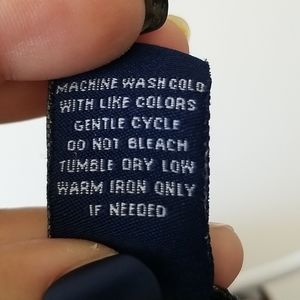 MACHINE WASH COLD
WITH LIKE COLORS
GENTLE CYCLE
DO NOT BLEACH
TUMBLE DRY LOW
WARM IRON ONLY
IF NEEDED